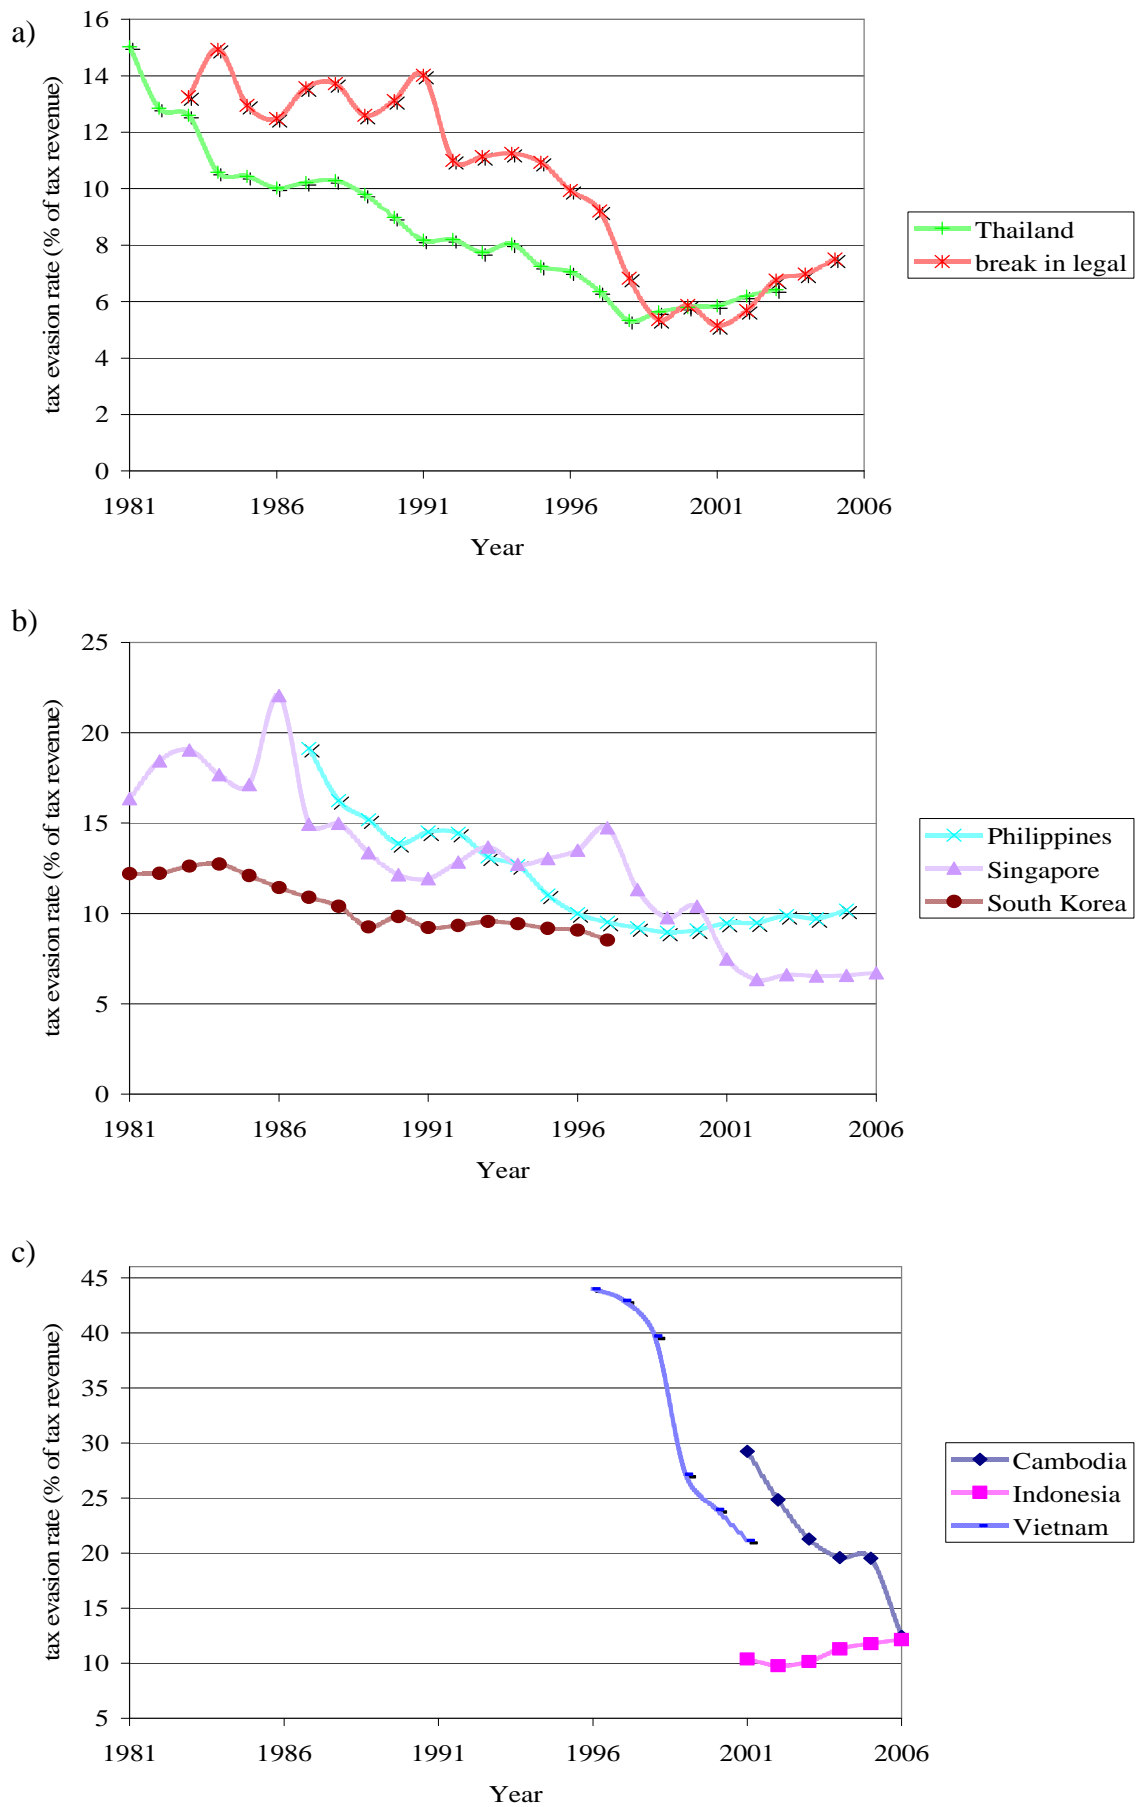 a)
tax evasion rate (% of tax revenue)
16
14
12
10
8
6
4
2
0
1981 1986 1991 1996 2001 2006
Year
Thailand
break in legal
b)
tax evasion rate (% of tax revenue)
25
20
15
10
5
0
1981 1986 1991 1996 2001 2006
Year
Philippines
Singapore
South Korea
c)
tax evasion rate (% of tax revenue)
45
40
35
30
25
20
15
10
5
1981 1986 1991 1996 2001 2006
Year
Cambodia
Indonesia
Vietnam